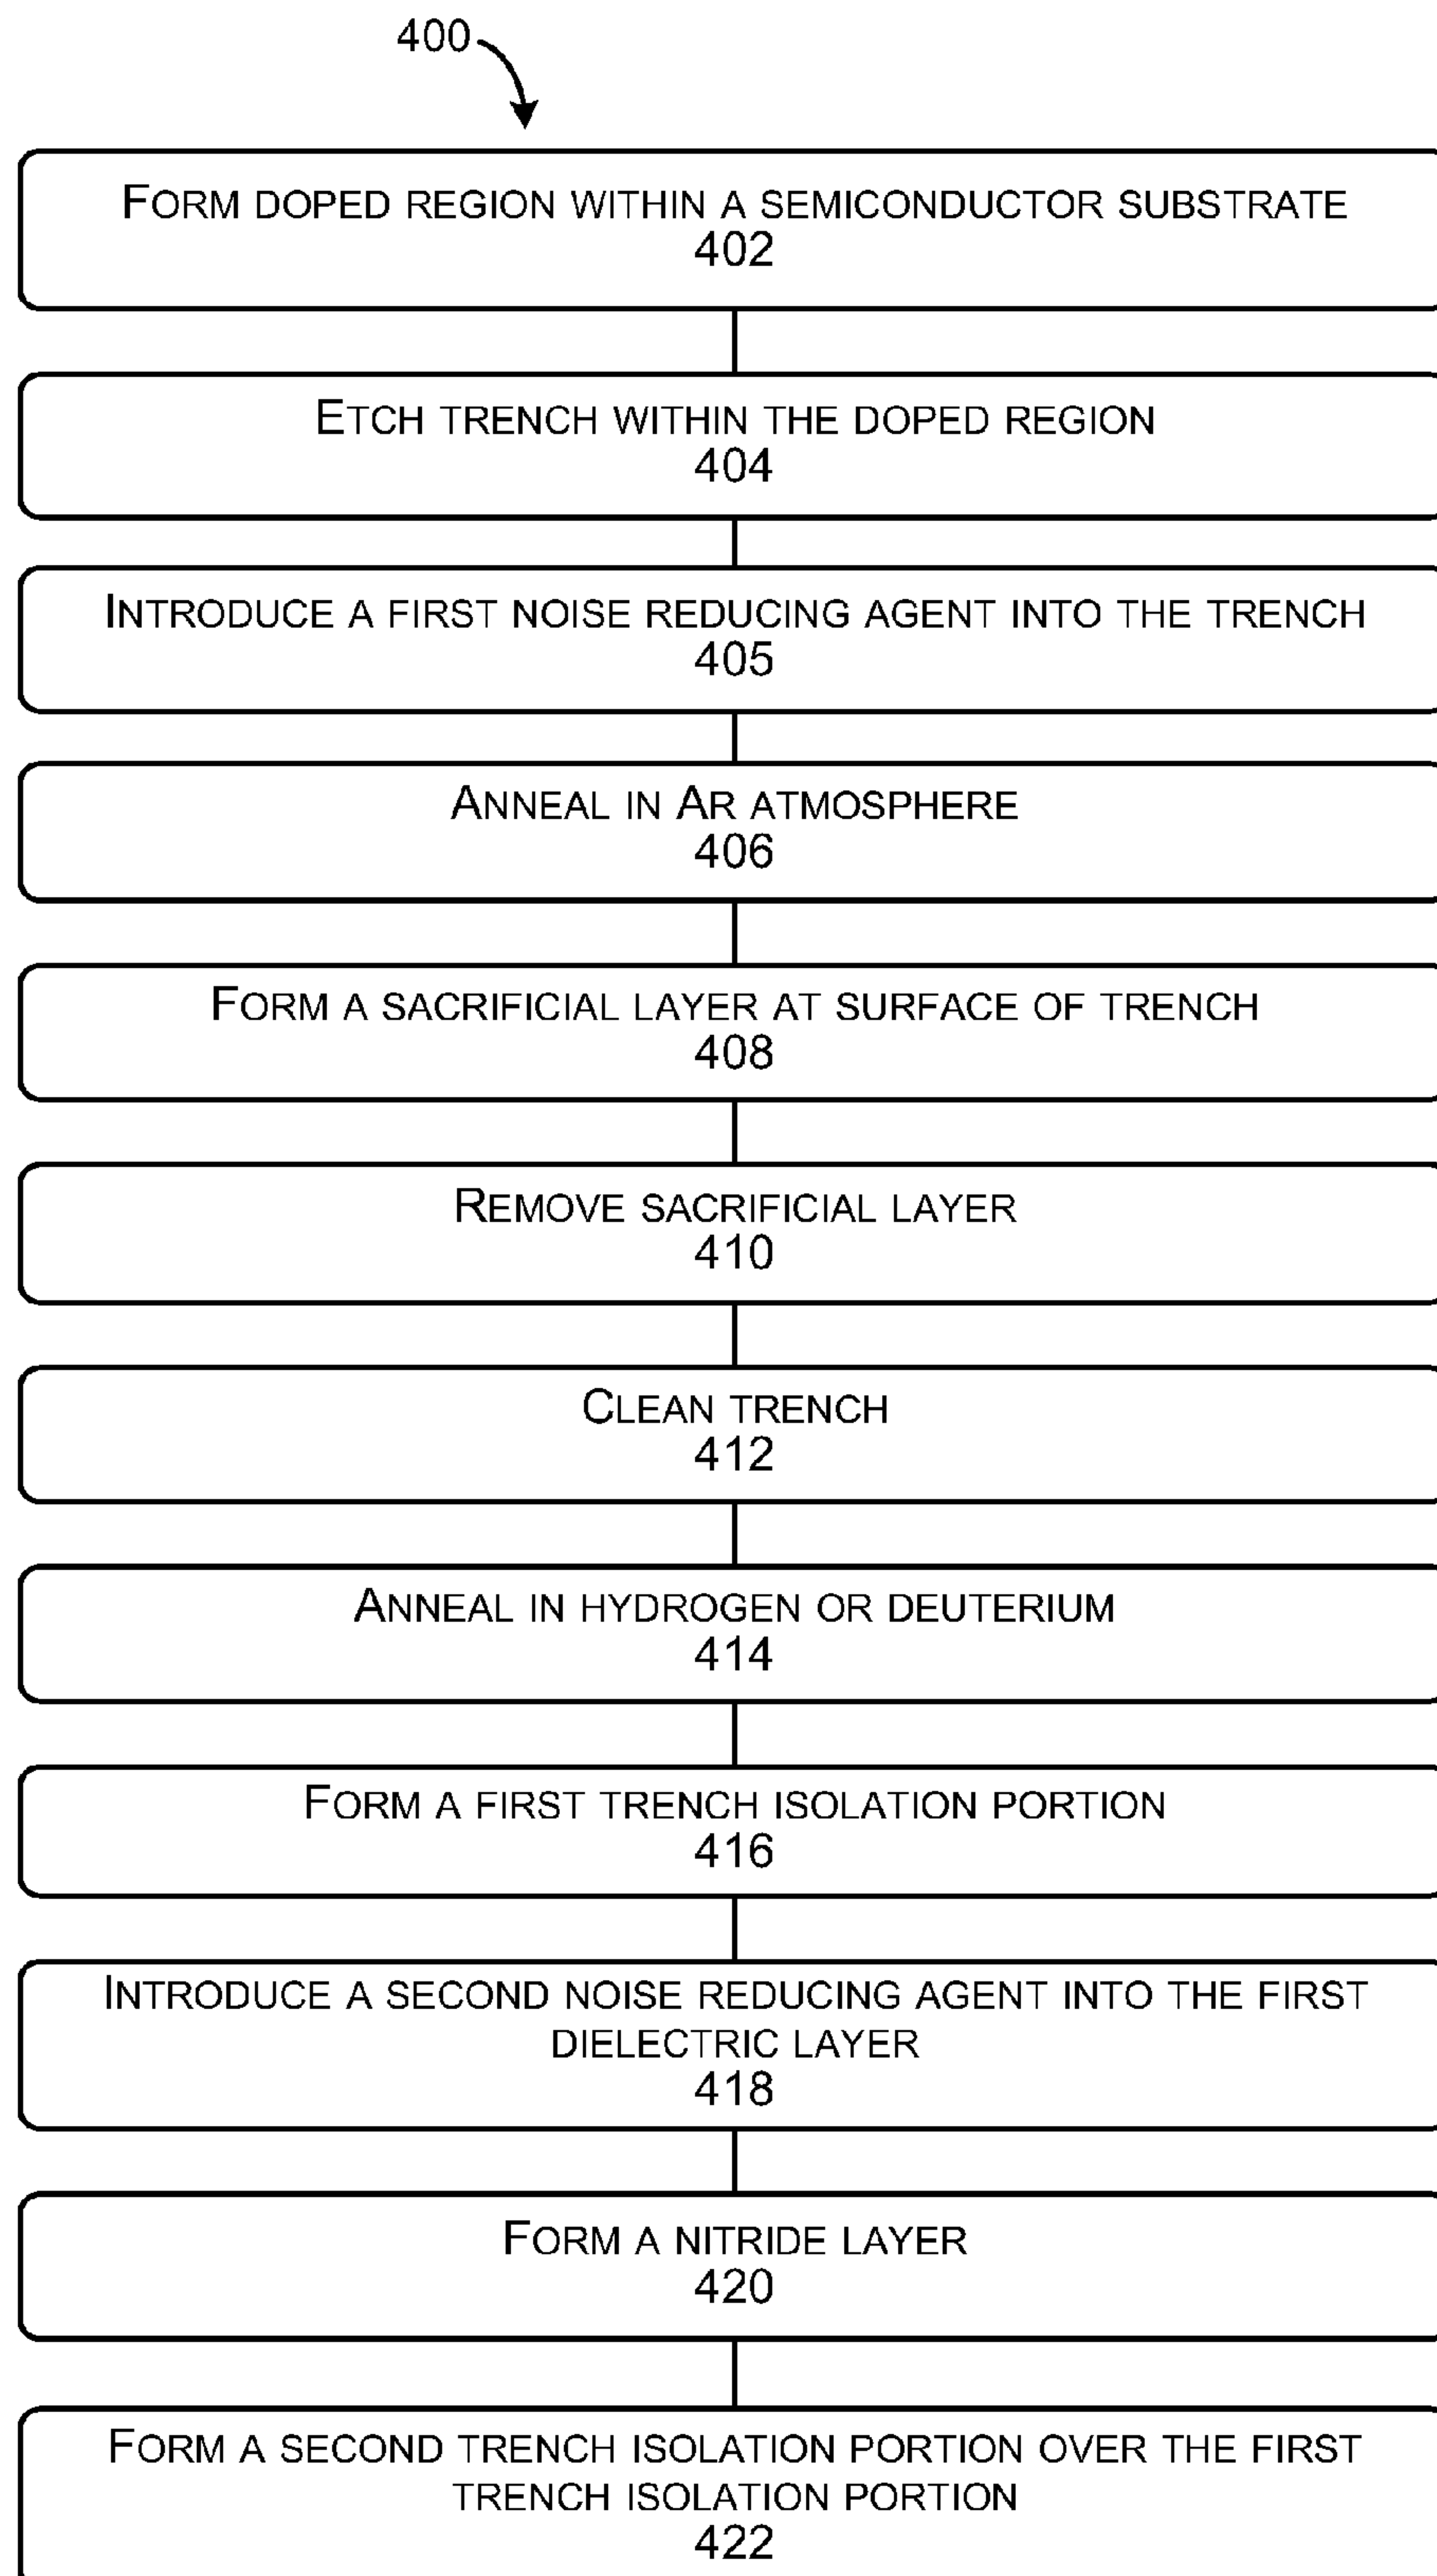 400
FORM DOPED REGION WITHIN A SEMICONDUCTOR SUBSTRATE
402
ETCH TRENCH WITHIN THE DOPED REGION
404
INTRODUCE A FIRST NOISE REDUCING AGENT INTO THE TRENCH
405
ANNEAL IN AR ATMOSPHERE
406
FORM A SACRIFICIAL LAYER AT SURFACE OF TRENCH
408
REMOVE SACRIFICIAL LAYER
410
CLEAN TRENCH
412
ANNEAL IN HYDROGEN OR DEUTERIUM
414
FORM A FIRST TRENCH ISOLATION PORTION
416
INTRODUCE A SECOND NOISE REDUCING AGENT INTO THE FIRST
DIELECTRIC LAYER
418
FORM A NITRIDE LAYER
420
FORM A SECOND TRENCH ISOLATION PORTION OVER THE FIRST
TRENCH ISOLATION PORTION
422